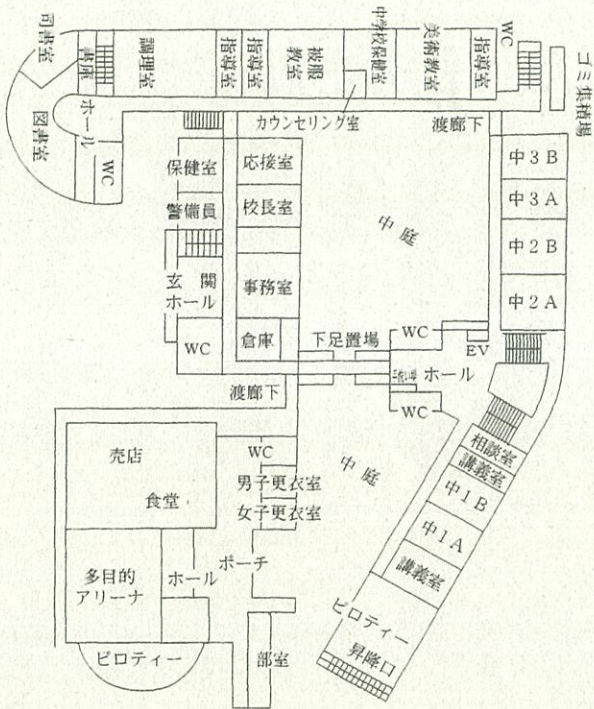 司書室
書庫
調理室
指導室
指導室
被服
教室
中学校保健室
美術教室
指導室
WC
ゴミ集積場
図書室
ホール
WC
カウンセリング室
渡廊下
保健室
応接室
中庭
中3B
警備員
校長室
中3A
中2B
玄関
ホール
事務室
中2A
WC
倉庫
下足置場
WC
EV
ホール
渡廊下
WC
相談室
講義室
売店
WC
中庭
中1B
食堂
男子更衣室
女子更衣室
中1A
講義室
多目的
アリーナ
ホール
ポーチ
ピロティー
昇降口
ピロティー
部室